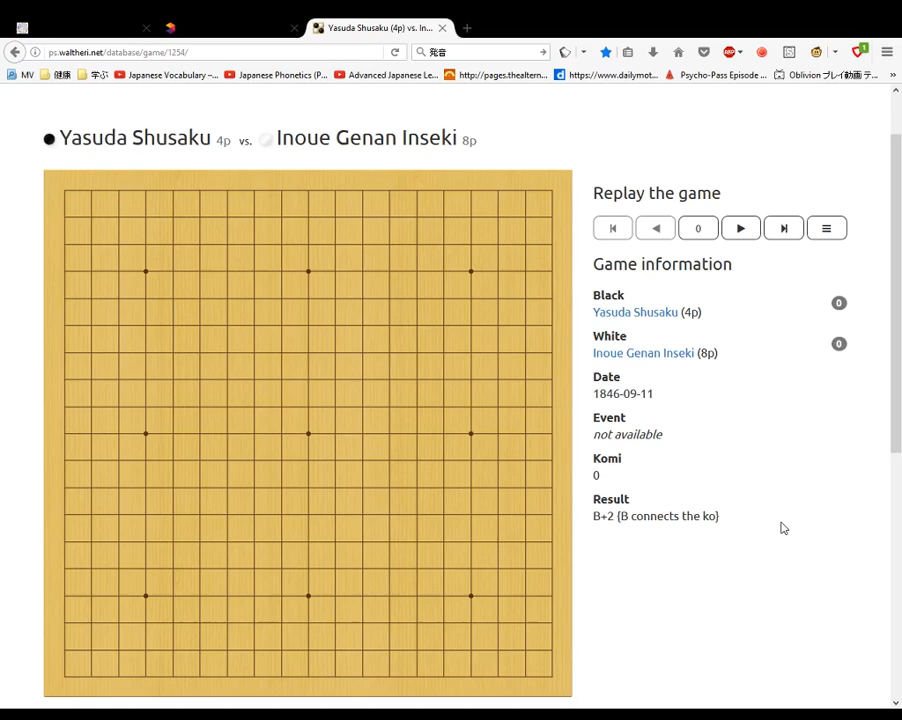 Yasuda Shusaku (4p) vs. In...
ps.waltheri.net/database/game/1254/
発音
ABP
1
MV
健康
学ぶ
Japanese Vocabulary –...
Japanese Phonetics (P...
Advanced Japanese Le...
http://pages.thealtern...
https://www.dailymot...
Psycho-Pass Episode ...
Oblivion プレイ動画 テ...
Yasuda Shusaku 4p vs. Inoue Genan Inseki 8p
Replay the game
0
Game information
Black
Yasuda Shusaku (4p)
0
White
Inoue Genan Inseki (8p)
0
Date
1846-09-11
Event
not available
Komi
0
Result
B+2 {B connects the ko}